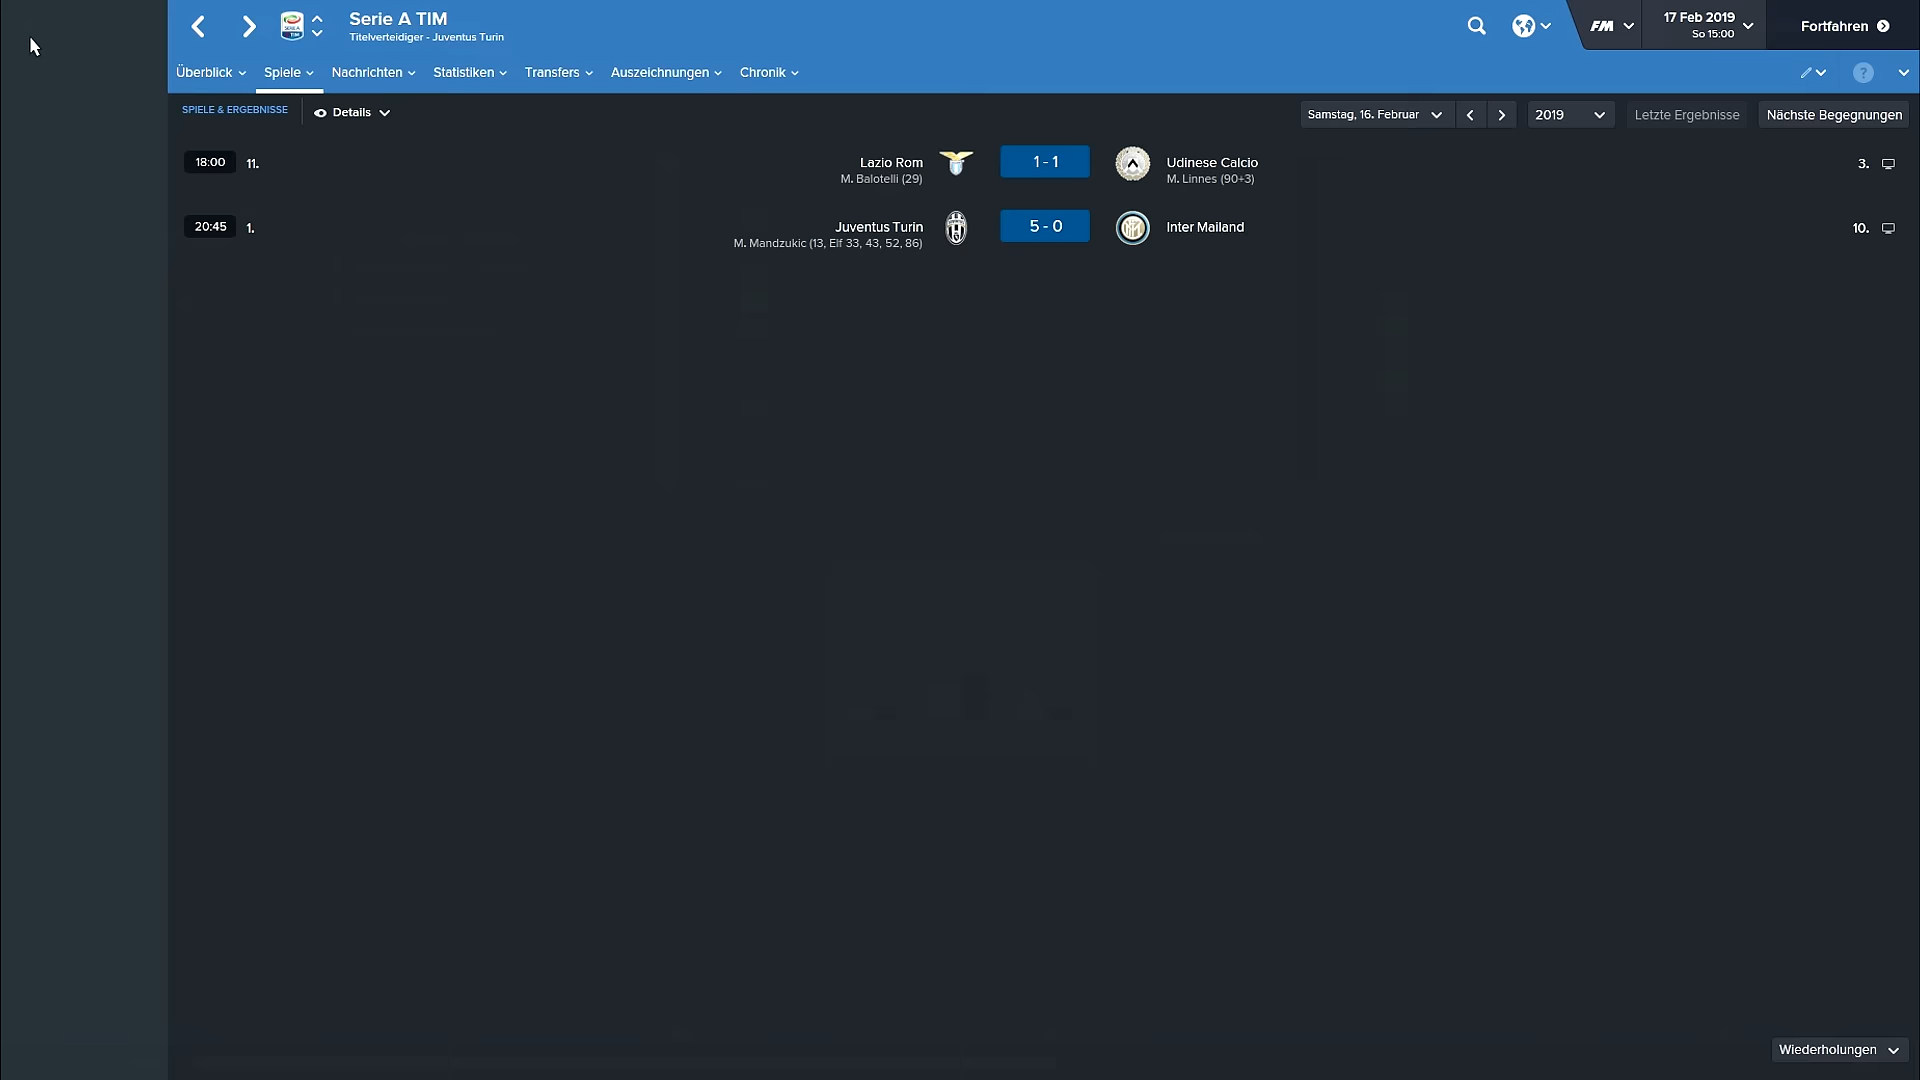 Serie A TIM
Titelverteidiger - Juventus Turin
FM
17 Feb 2019
So 15:00
Fortfahren
Überblick
Spiele
Nachrichten
Statistiken
Transfers
Auszeichnungen
Chronik
?
SPIELE & ERGEBNISSE
Details
Samstag, 16. Februar
2019
Letzte Ergebnisse
Nächste Begegnungen
18:00 11. Lazio Rom 1 - 1 Udinese Calcio 3.
M. Balotelli (29) M. Linnes (90+3)
20:45 1. Juventus Turin 5 - 0 Inter Mailand 10.
M. Mandzukic (13, Elf 33, 43, 52, 86)
Wiederholungen